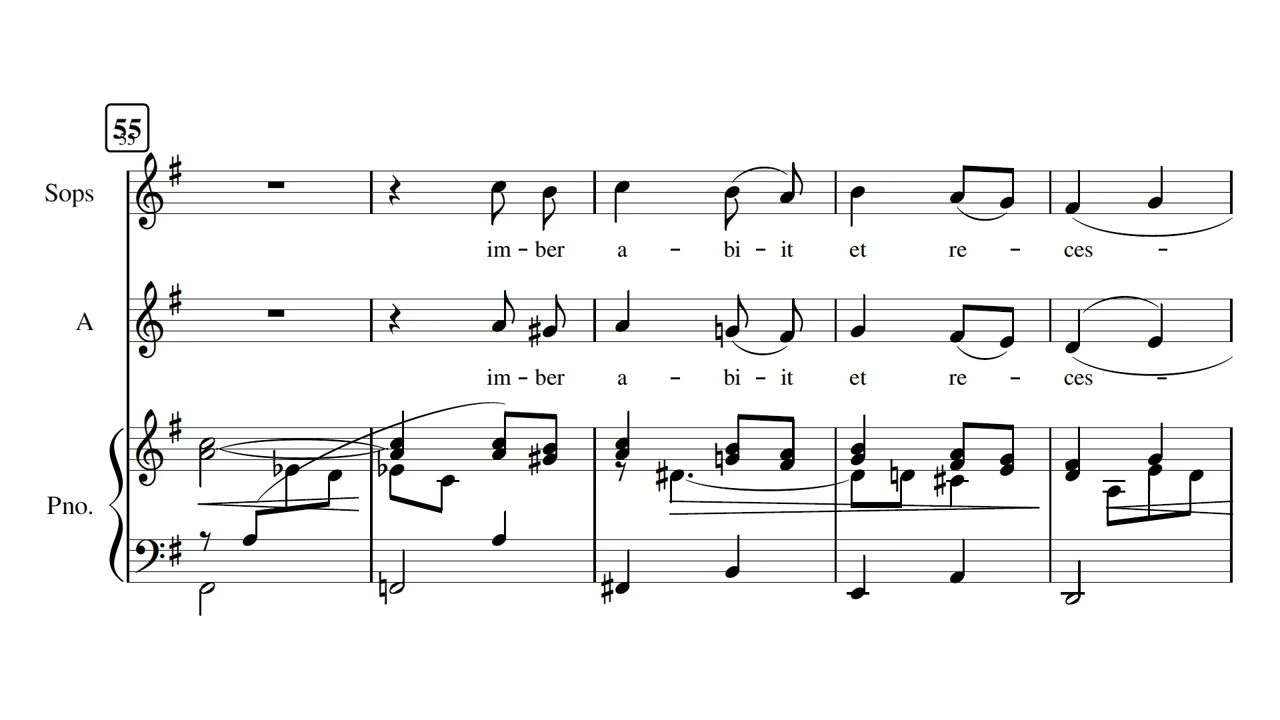 55
55
Sops
im - ber a - bi - it et re - ces -
A
im - ber a - bi - it et re - ces -
Pno.